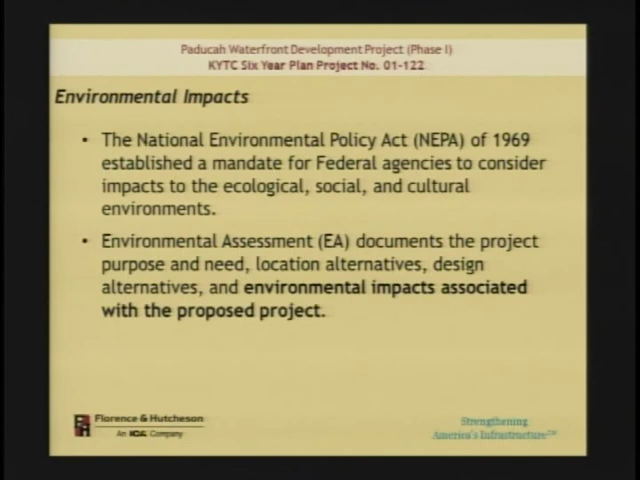 Paducah Waterfront Development Project (Phase I)
KYTC Six Year Plan Project No. 01-122
Environmental Impacts
• The National Environmental Policy Act (NEPA) of 1969
established a mandate for Federal agencies to consider
impacts to the ecological, social, and cultural
environments.
• Environmental Assessment (EA) documents the project
purpose and need, location alternatives, design
alternatives, and environmental impacts associated
with the proposed project.
Florence & Hutcheson
An ICA Company
Strengthening
America's Infrastructure™